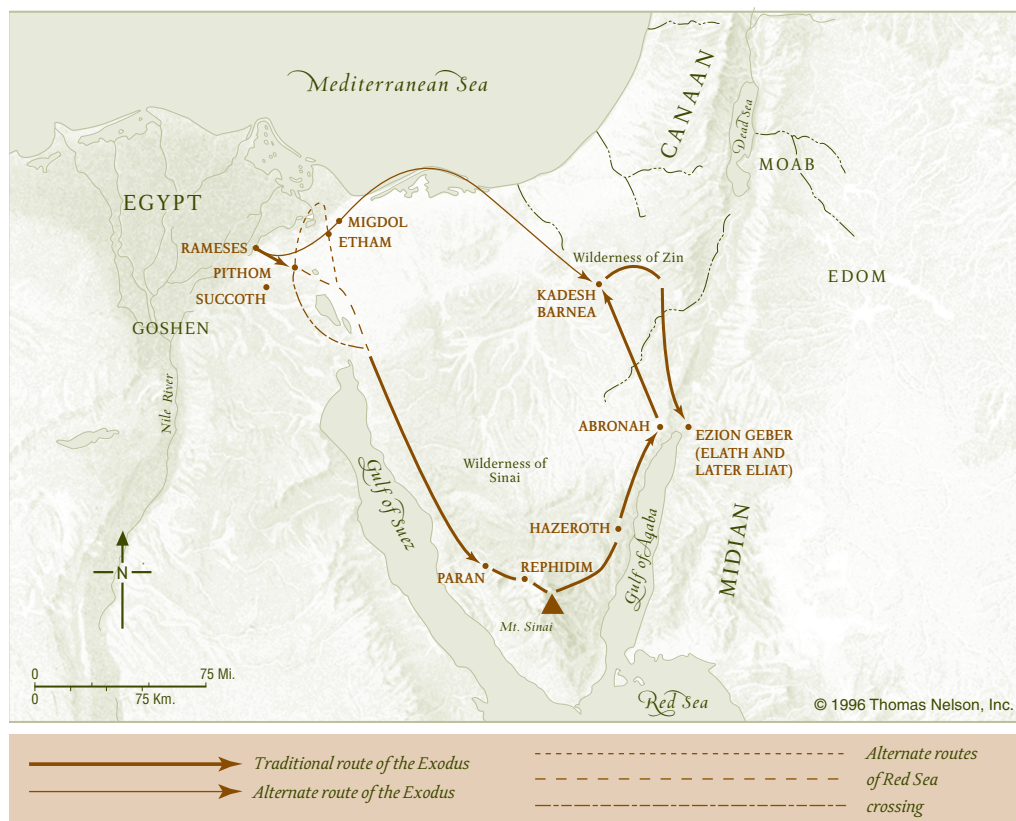 Mediterranean Sea
CANAAN
Dead Sea
MOAB
EGYPT
MIGDOL
ETHAM
RAMESES
PITHOM
SUCCOTH
Wilderness of Zin
EDOM
KADESH
BARNEA
GOSHEN
Nile River
ABRONAH
EZION GEBER
(ELATH AND
LATER ELIAT)
Wilderness of
Sinai
Gulf of Suez
HAZEROTH
Gulf of Aqaba
MIDIAN
PARAN
REPHIDIM
N
Mt. Sinai
0
75 Mi.
0
75 Km.
Red Sea
© 1996 Thomas Nelson, Inc.
Traditional route of the Exodus
Alternate route of the Exodus
Alternate routes
of Red Sea
crossing